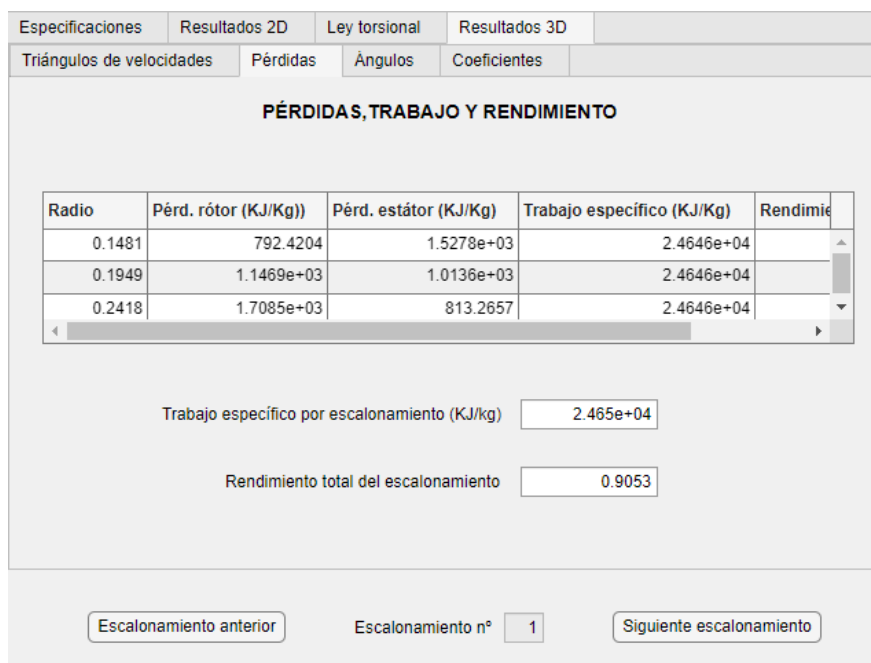 Especificaciones Resultados 2D Ley torsional Resultados 3D
Triángulos de velocidades Pérdidas Ángulos Coeficientes
PÉRDIDAS,TRABAJO Y RENDIMIENTO
Radio Pérd. rótor (KJ/Kg)) Pérd. estátor (KJ/Kg) Trabajo específico (KJ/Kg) Rendimie
0.1481 792.4204 1.5278e+03 2.4646e+04
0.1949 1.1469e+03 1.0136e+03 2.4646e+04
0.2418 1.7085e+03 813.2657 2.4646e+04
Trabajo específico por escalonamiento (KJ/kg) 2.465e+04
Rendimiento total del escalonamiento 0.9053
Escalonamiento anterior Escalonamiento nº 1 Siguiente escalonamiento